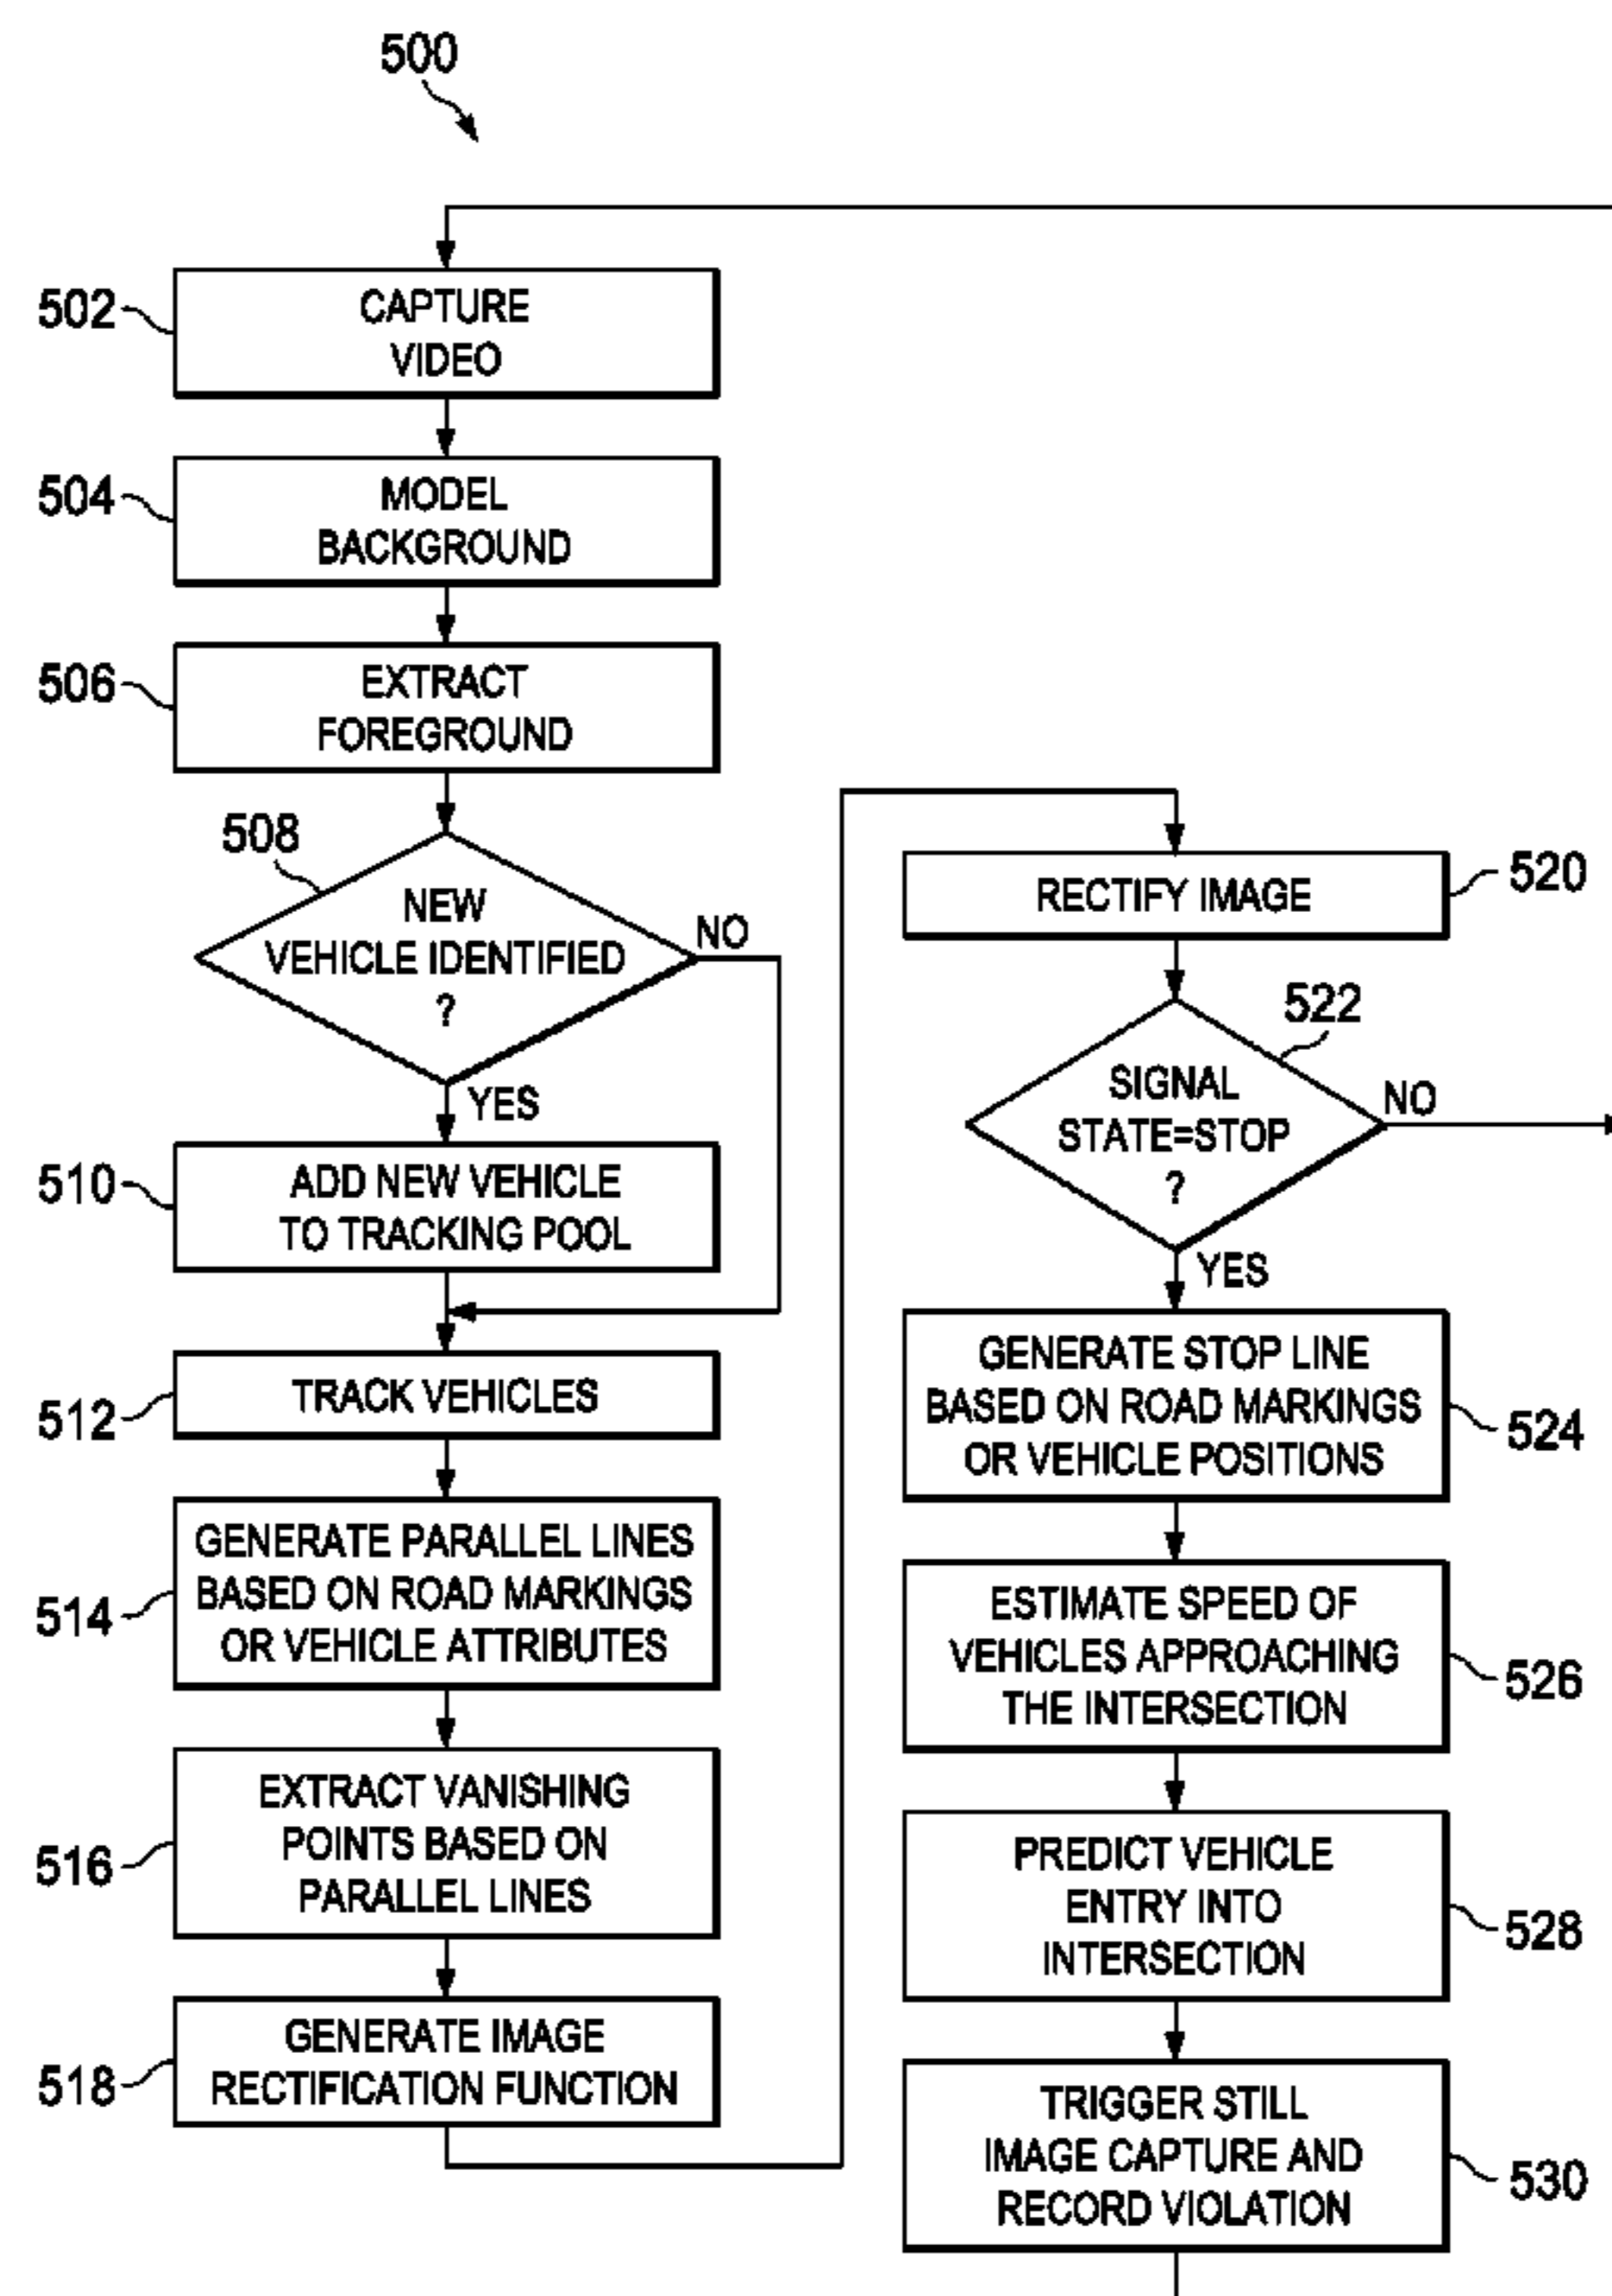 500
502
CAPTURE
VIDEO
504
MODEL
BACKGROUND
506
EXTRACT
FOREGROUND
508
NEW
VEHICLE IDENTIFIED
?
NO
YES
510
ADD NEW VEHICLE
TO TRACKING POOL
512
TRACK VEHICLES
514
GENERATE PARALLEL LINES
BASED ON ROAD MARKINGS
OR VEHICLE ATTRIBUTES
516
EXTRACT VANISHING
POINTS BASED ON
PARALLEL LINES
518
GENERATE IMAGE
RECTIFICATION FUNCTION
RECTIFY IMAGE
520
522
SIGNAL
STATE=STOP
?
NO
YES
GENERATE STOP LINE
BASED ON ROAD MARKINGS
OR VEHICLE POSITIONS
524
ESTIMATE SPEED OF
VEHICLES APPROACHING
THE INTERSECTION
526
PREDICT VEHICLE
ENTRY INTO
INTERSECTION
528
TRIGGER STILL
IMAGE CAPTURE AND
RECORD VIOLATION
530